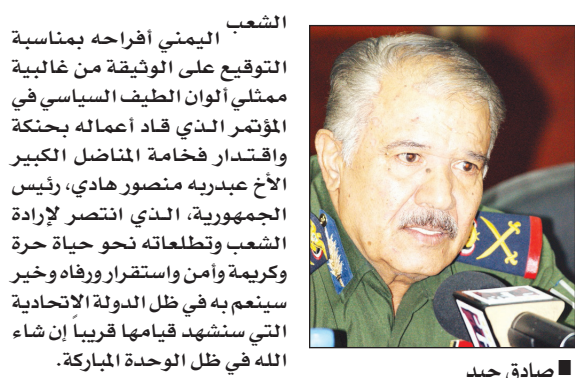 الشعب
اليمني أفراحه بمناسبة
التوقيع على الوثيقة من غالبية
ممثلي ألوان الطيف السياسي في
المؤتمر الذي قاد أعماله بحنكة
واقتدار فخامة المناضل الكبير
الأخ عبدربه منصور هادي، رئيس
الجمهورية، الذي انتصر لإرادة
الشعب وتطلعاته نحو حياة حرة
وكريمة وأمن واستقرار ورفاه وخير
سينعم به في ظل الدولة الاتحادية
التي سنشهد قيامها قريباً إن شاء
الله في ظل الوحدة المباركة.
صادق حيد